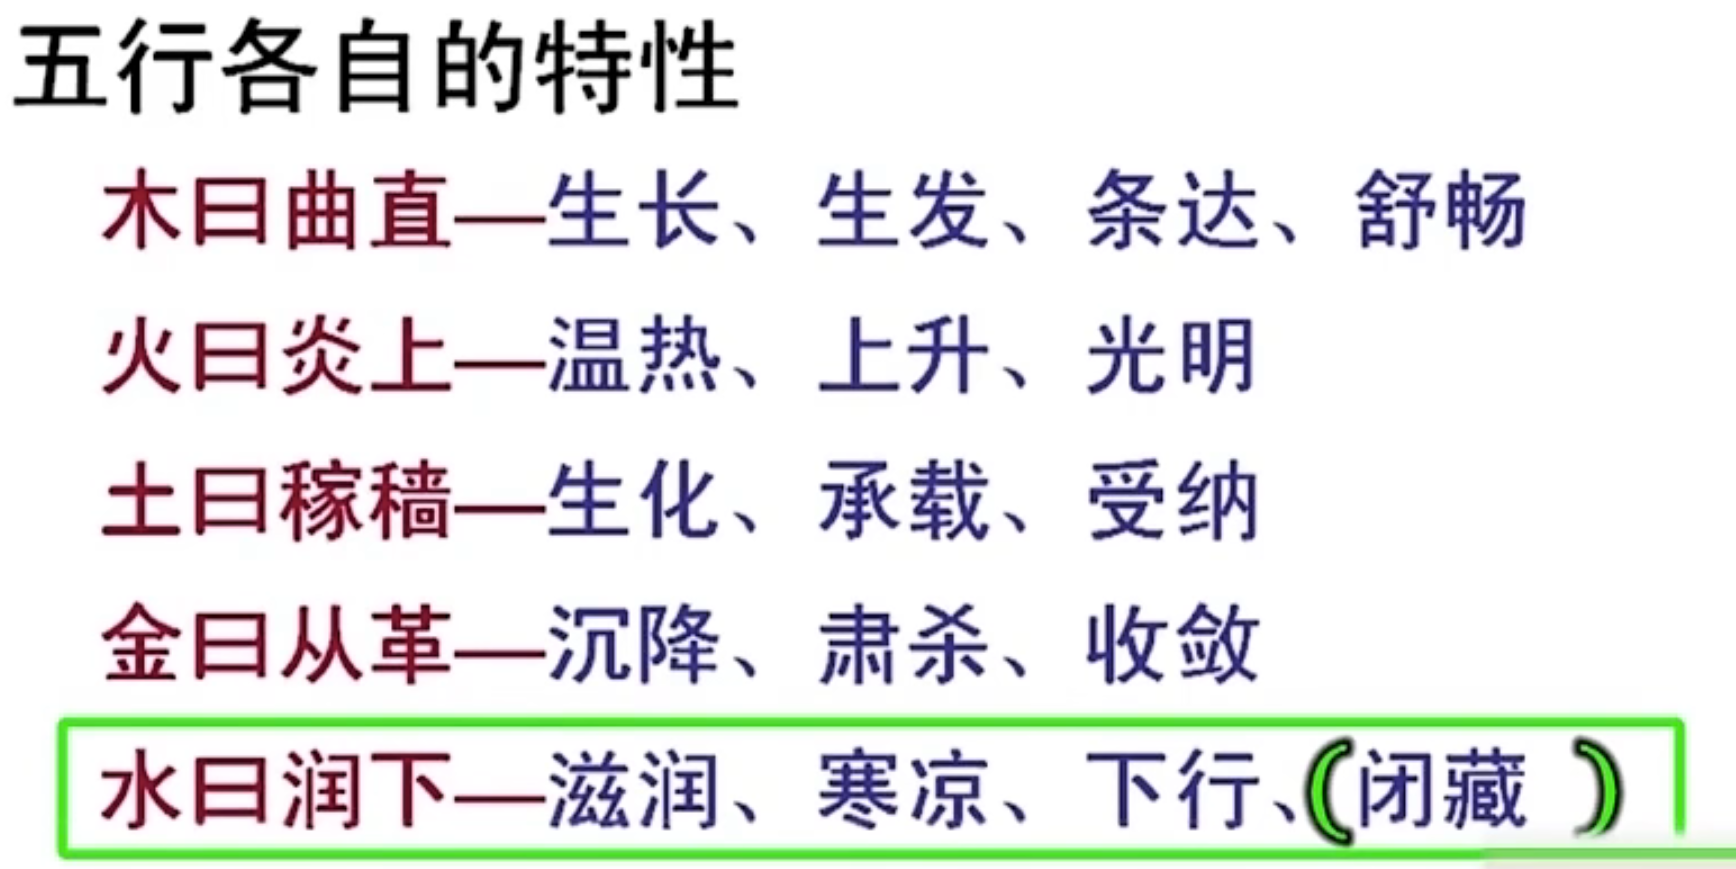 五行各自的特性
木曰曲直—生长、生发、条达、舒畅
火曰炎上—温热、上升、光明
土曰稼穑—生化、承载、受纳
金曰从革—沉降、肃杀、收敛
水曰润下—滋润、寒凉、下行、(闭藏 )